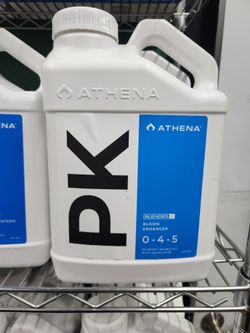 ATHENA
PK
ATHENA
BLENDED
BLOOM
ENHANCER
0 - 4 - 5
ATHENA